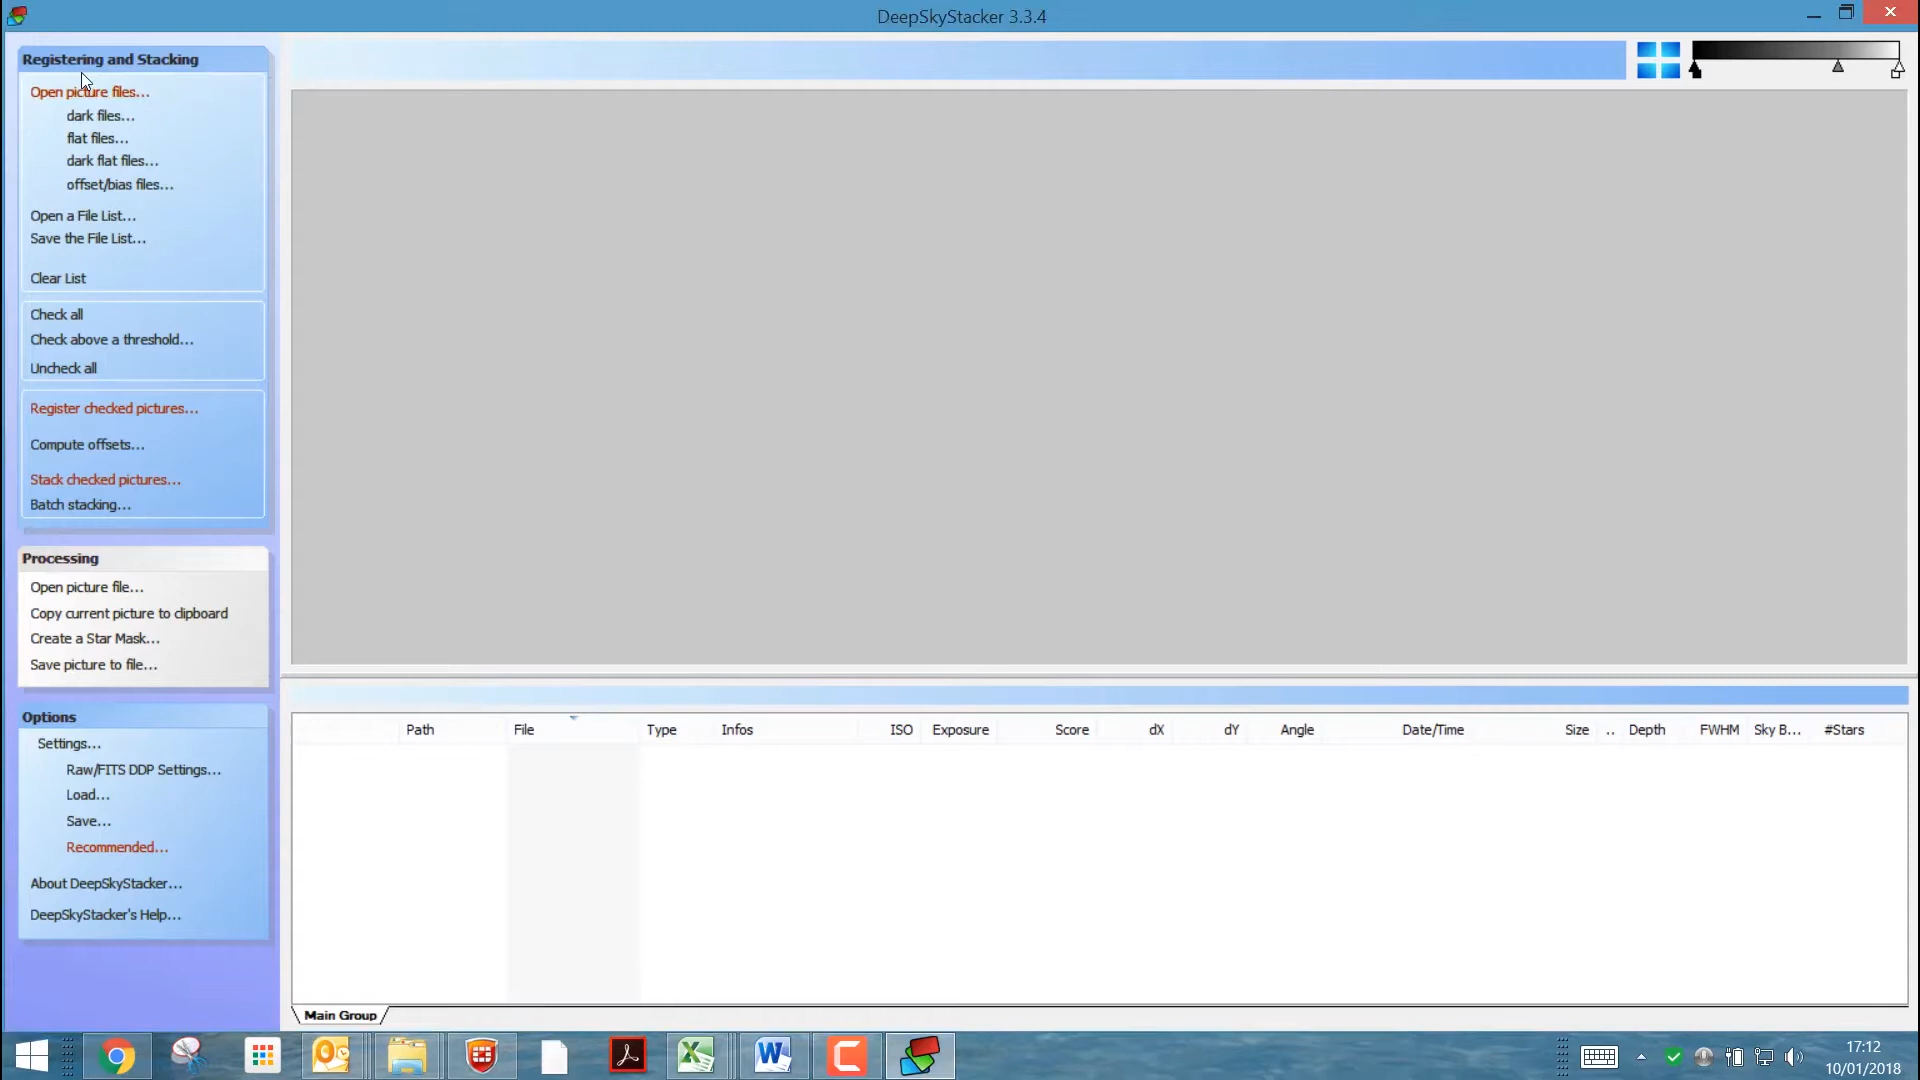 DeepSkyStacker 3.3.4
Registering and Stacking
Open picture files...
dark files...
flat files...
dark flat files...
offset/bias files...
Open a File List...
Save the File List...
Clear List
Check all
Check above a threshold...
Uncheck all
Register checked pictures...
Compute offsets...
Stack checked pictures...
Batch stacking...
Processing
Open picture file...
Copy current picture to clipboard
Create a Star Mask...
Save picture to file...
Options
Settings...
Raw/FITS DDP Settings...
Load...
Save...
Recommended...
About DeepSkyStacker...
DeepSkyStacker's Help...
Path File Type Infos ISO Exposure Score dX dY Angle Date/Time Size .. Depth FWHM Sky B... #Stars
Main Group
17:12
10/01/2018